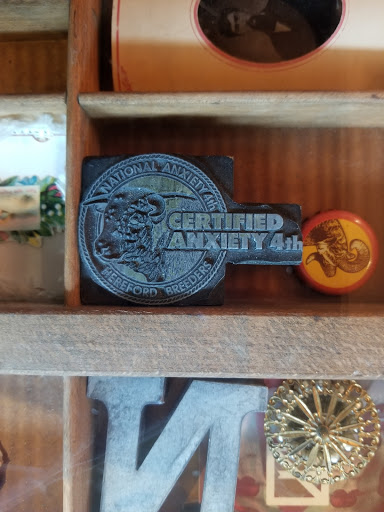 NATIONAL ANXIETY 4th
CERTIFIED
ANXIETY 4th
HEREFORD BREEDERS
N